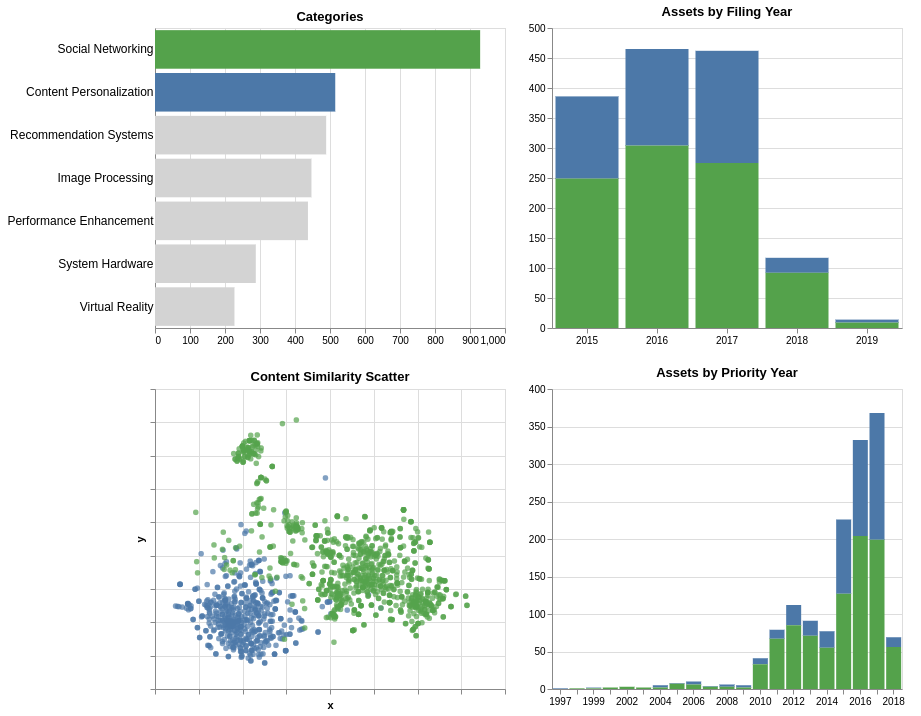 Categories
Social Networking
Content Personalization
Recommendation Systems
Image Processing
Performance Enhancement
System Hardware
Virtual Reality
0 100 200 300 400 500 600 700 800 900 1,000
Assets by Filing Year
500
450
400
350
300
250
200
150
100
50
0
2015 2016 2017 2018 2019
Content Similarity Scatter
y
x
Assets by Priority Year
400
350
300
250
200
150
100
50
0
1997 1999 2002 2004 2006 2008 2010 2012 2014 2016 2018